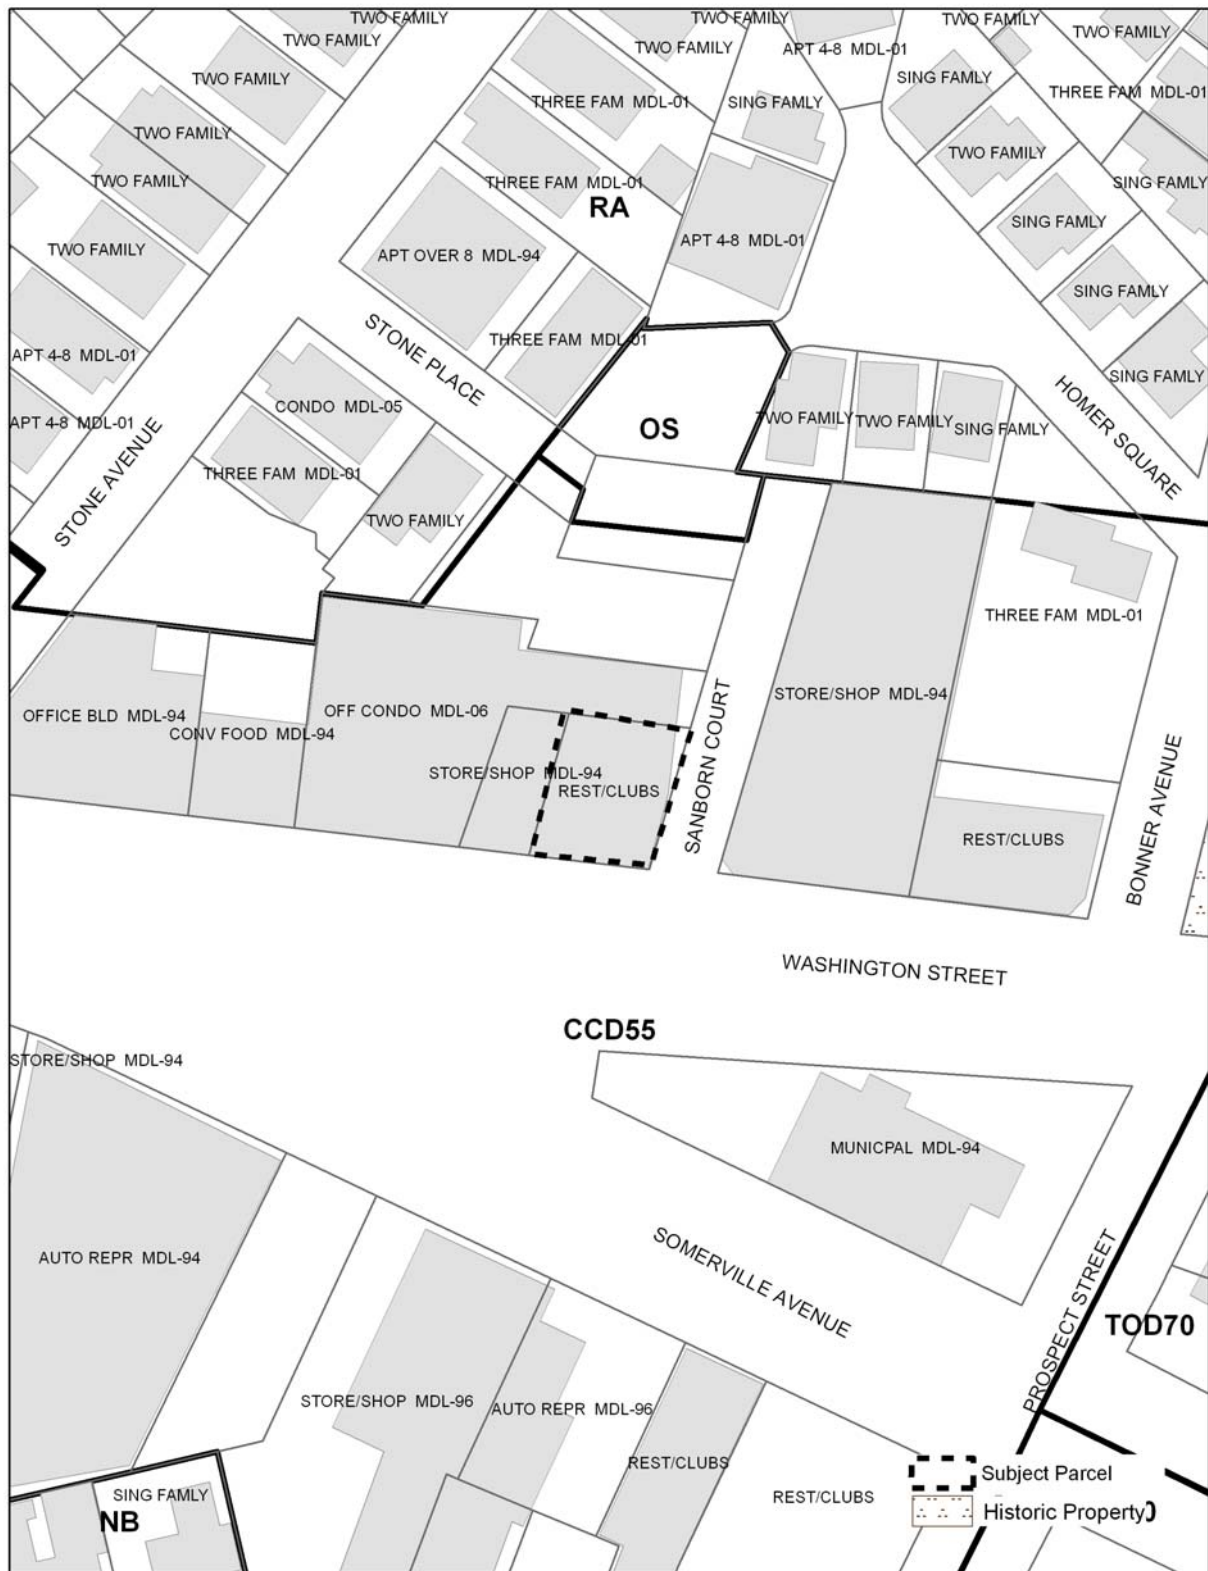 TWO FAMILY
TWO FAMILY
TWO FAMILY
TWO FAMILY
TWO FAMILY
TWO FAMILY
APT 4-8 MDL-01
TWO FAMILY
SING FAMLY
TWO FAMILY
THREE FAM MDL-01
THREE FAM MDL-01
SING FAMLY
TWO FAMILY
TWO FAMILY
TWO FAMILY
THREE FAM MDL-01
RA
SING FAMLY
SING FAMLY
TWO FAMILY
APT OVER 8 MDL-94
APT 4-8 MDL-01
SING FAMLY
APT 4-8 MDL-01
STONE PLACE
THREE FAM MDL-01
SING FAMLY
CONDO MDL-05
APT 4-8 MDL-01
STONE AVENUE
OS
TWO FAMILY
TWO FAMILY
SING FAMLY
HOMER SQUARE
THREE FAM MDL-01
TWO FAMILY
THREE FAM MDL-01
OFFICE BLD MDL-94
CONV FOOD MDL-94
OFF CONDO MDL-06
STORE/SHOP MDL-94
REST/CLUBS
SANBORN COURT
STORE/SHOP MDL-94
REST/CLUBS
BONNER AVENUE
WASHINGTON STREET
CCD55
STORE/SHOP MDL-94
MUNICPAL MDL-94
AUTO REPR MDL-94
SOMERVILLE AVENUE
PROSPECT STREET
TOD70
STORE/SHOP MDL-96
AUTO REPR MDL-96
REST/CLUBS
REST/CLUBS
SING FAMLY
NB
Subject Parcel
Historic Property